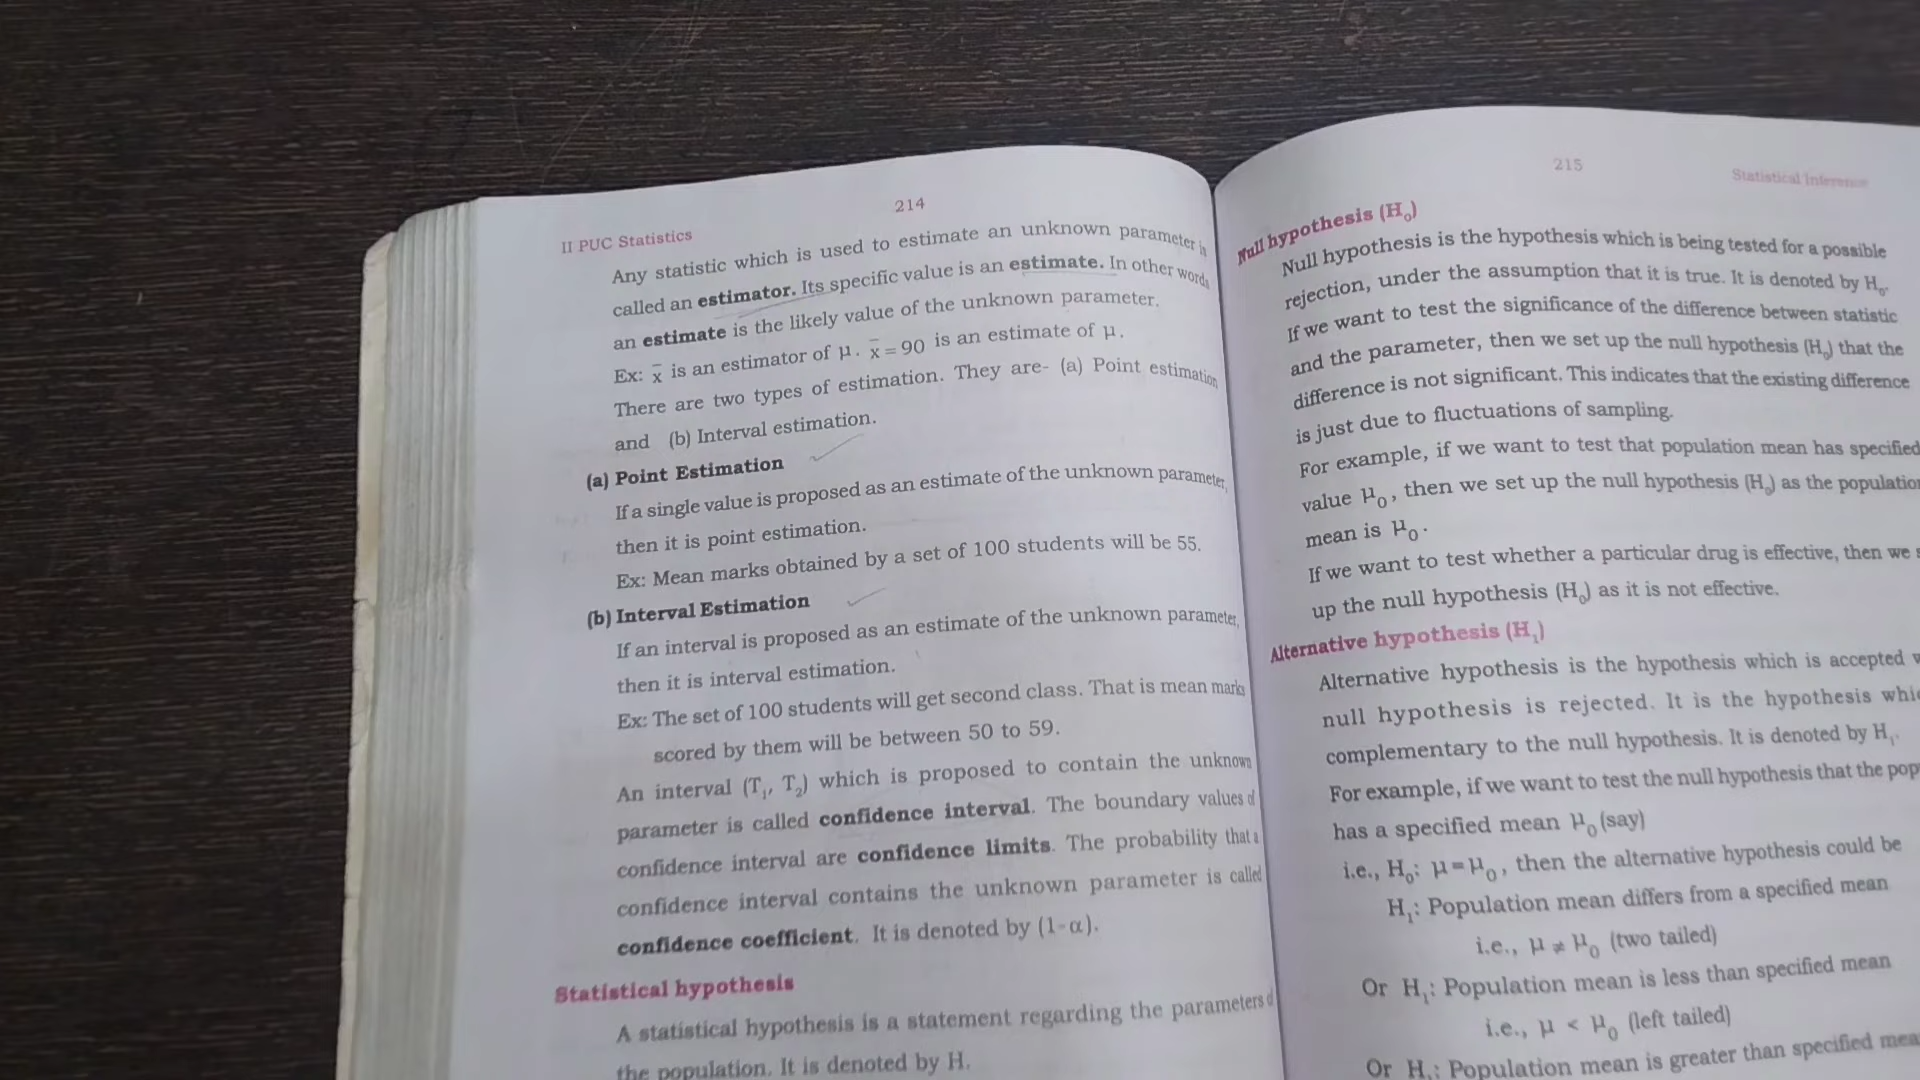 214
II PUC Statistics
Any statistic which is used to estimate an unknown parameter is
called an estimator. Its specific value is an estimate. In other words
an estimate is the likely value of the unknown parameter.
Ex: x̄ is an estimator of μ. x̄ = 90 is an estimate of μ.
There are two types of estimation. They are- (a) Point estimation
and (b) Interval estimation.
(a) Point Estimation
If a single value is proposed as an estimate of the unknown parameter,
then it is point estimation.
Ex: Mean marks obtained by a set of 100 students will be 55.
(b) Interval Estimation
If an interval is proposed as an estimate of the unknown parameter,
then it is interval estimation.
Ex: The set of 100 students will get second class. That is mean marks
scored by them will be between 50 to 59.
An interval (T₁, T₂) which is proposed to contain the unknown
parameter is called confidence interval. The boundary values of
confidence interval are confidence limits. The probability that a
confidence interval contains the unknown parameter is called
confidence coefficient. It is denoted by (1-α).
Statistical hypothesis
A statistical hypothesis is a statement regarding the parameters
the population. It is denoted by H.
215
Statistical Inference
Null hypothesis (H₀)
Null hypothesis is the hypothesis which is being tested for a possible
rejection, under the assumption that it is true. It is denoted by H₀.
If we want to test the significance of the difference between statistic
and the parameter, then we set up the null hypothesis (H₀) that the
difference is not significant. This indicates that the existing difference
is just due to fluctuations of sampling.
For example, if we want to test that population mean has specified
value μ₀, then we set up the null hypothesis (H₀) as the population
mean is μ₀.
If we want to test whether a particular drug is effective, then we
up the null hypothesis (H₀) as it is not effective.
Alternative hypothesis (H₁)
Alternative hypothesis is the hypothesis which is accepted
null hypothesis is rejected. It is the hypothesis
complementary to the null hypothesis. It is denoted by H₁.
For example, if we want to test the null hypothesis that the
has a specified mean μ₀ (say)
i.e., H₀: μ = μ₀, then the alternative hypothesis could be
H₁: Population mean differs from a specified mean
i.e., μ ≠ μ₀ (two tailed)
Or H₁: Population mean is less than specified mean
i.e., μ < μ₀ (left tailed)
Or H₁: Population mean is greater than specified